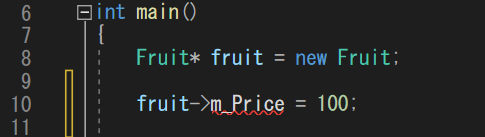 6 int main()
7 {
8 Fruit* fruit = new Fruit;
9
10 fruit->m_Price = 100;
11